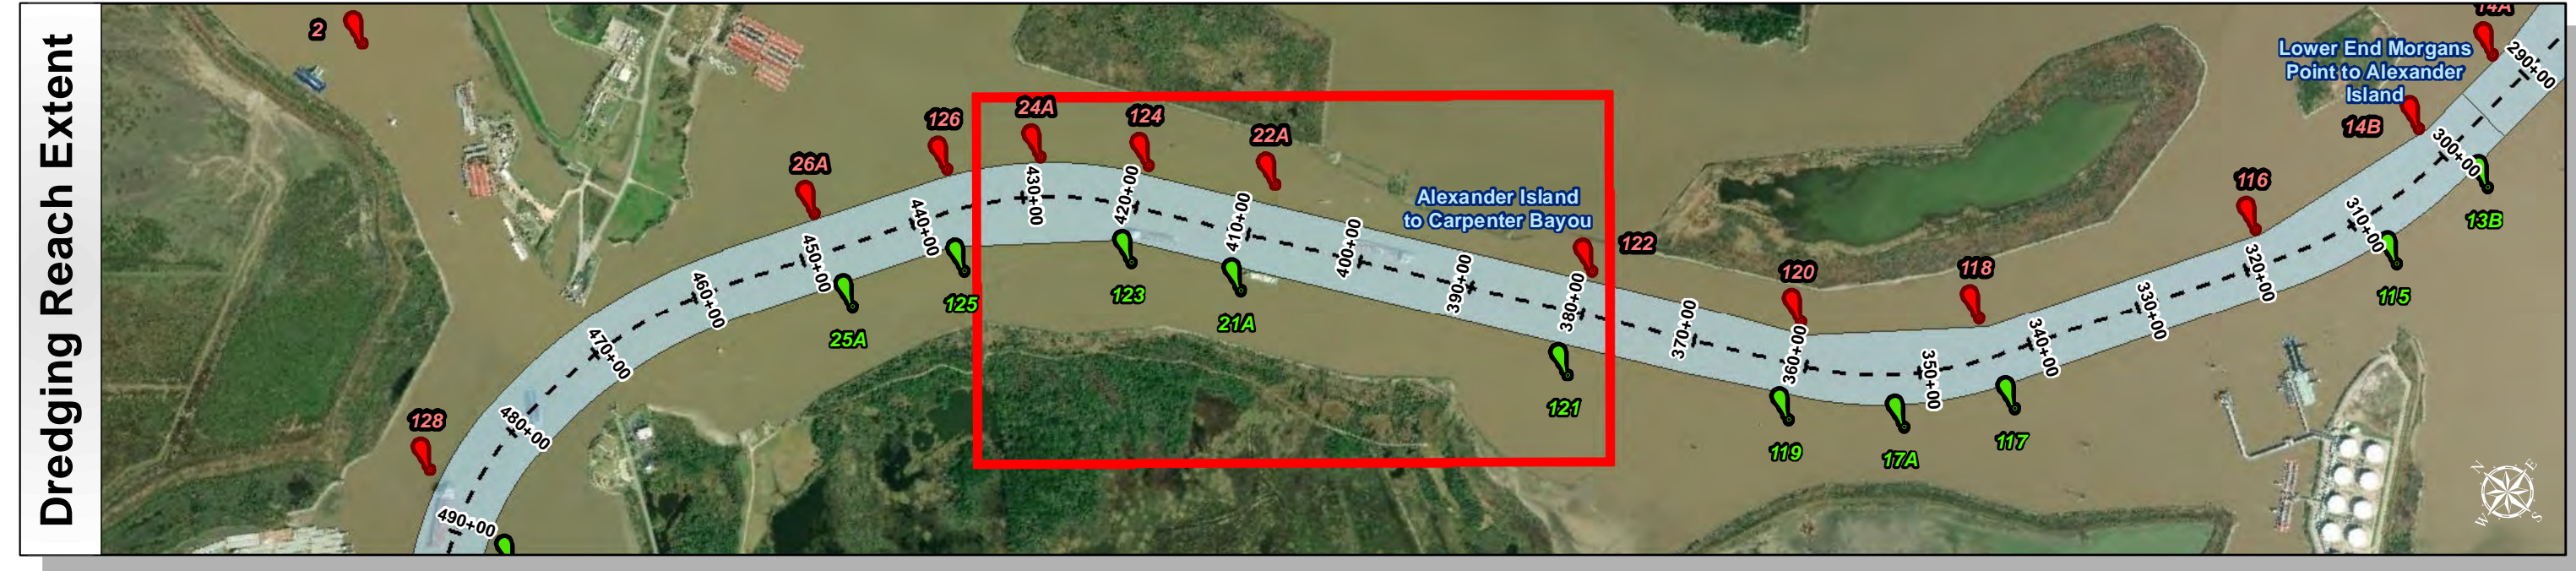 Dredging Reach Extent
2
14A
Lower End Morgans
Point to Alexander
Island
290+00
14B
300+00
13B
126
24A
124
22A
26A
116
310+00
115
320+00
Alexander Island
to Carpenter Bayou
122
120
118
330+00
340+00
350+00
360+00
370+00
380+00
390+00
400+00
410+00
420+00
430+00
440+00
450+00
460+00
470+00
480+00
490+00
128
25A
125
123
21A
121
119
17A
117
N
E
W
S